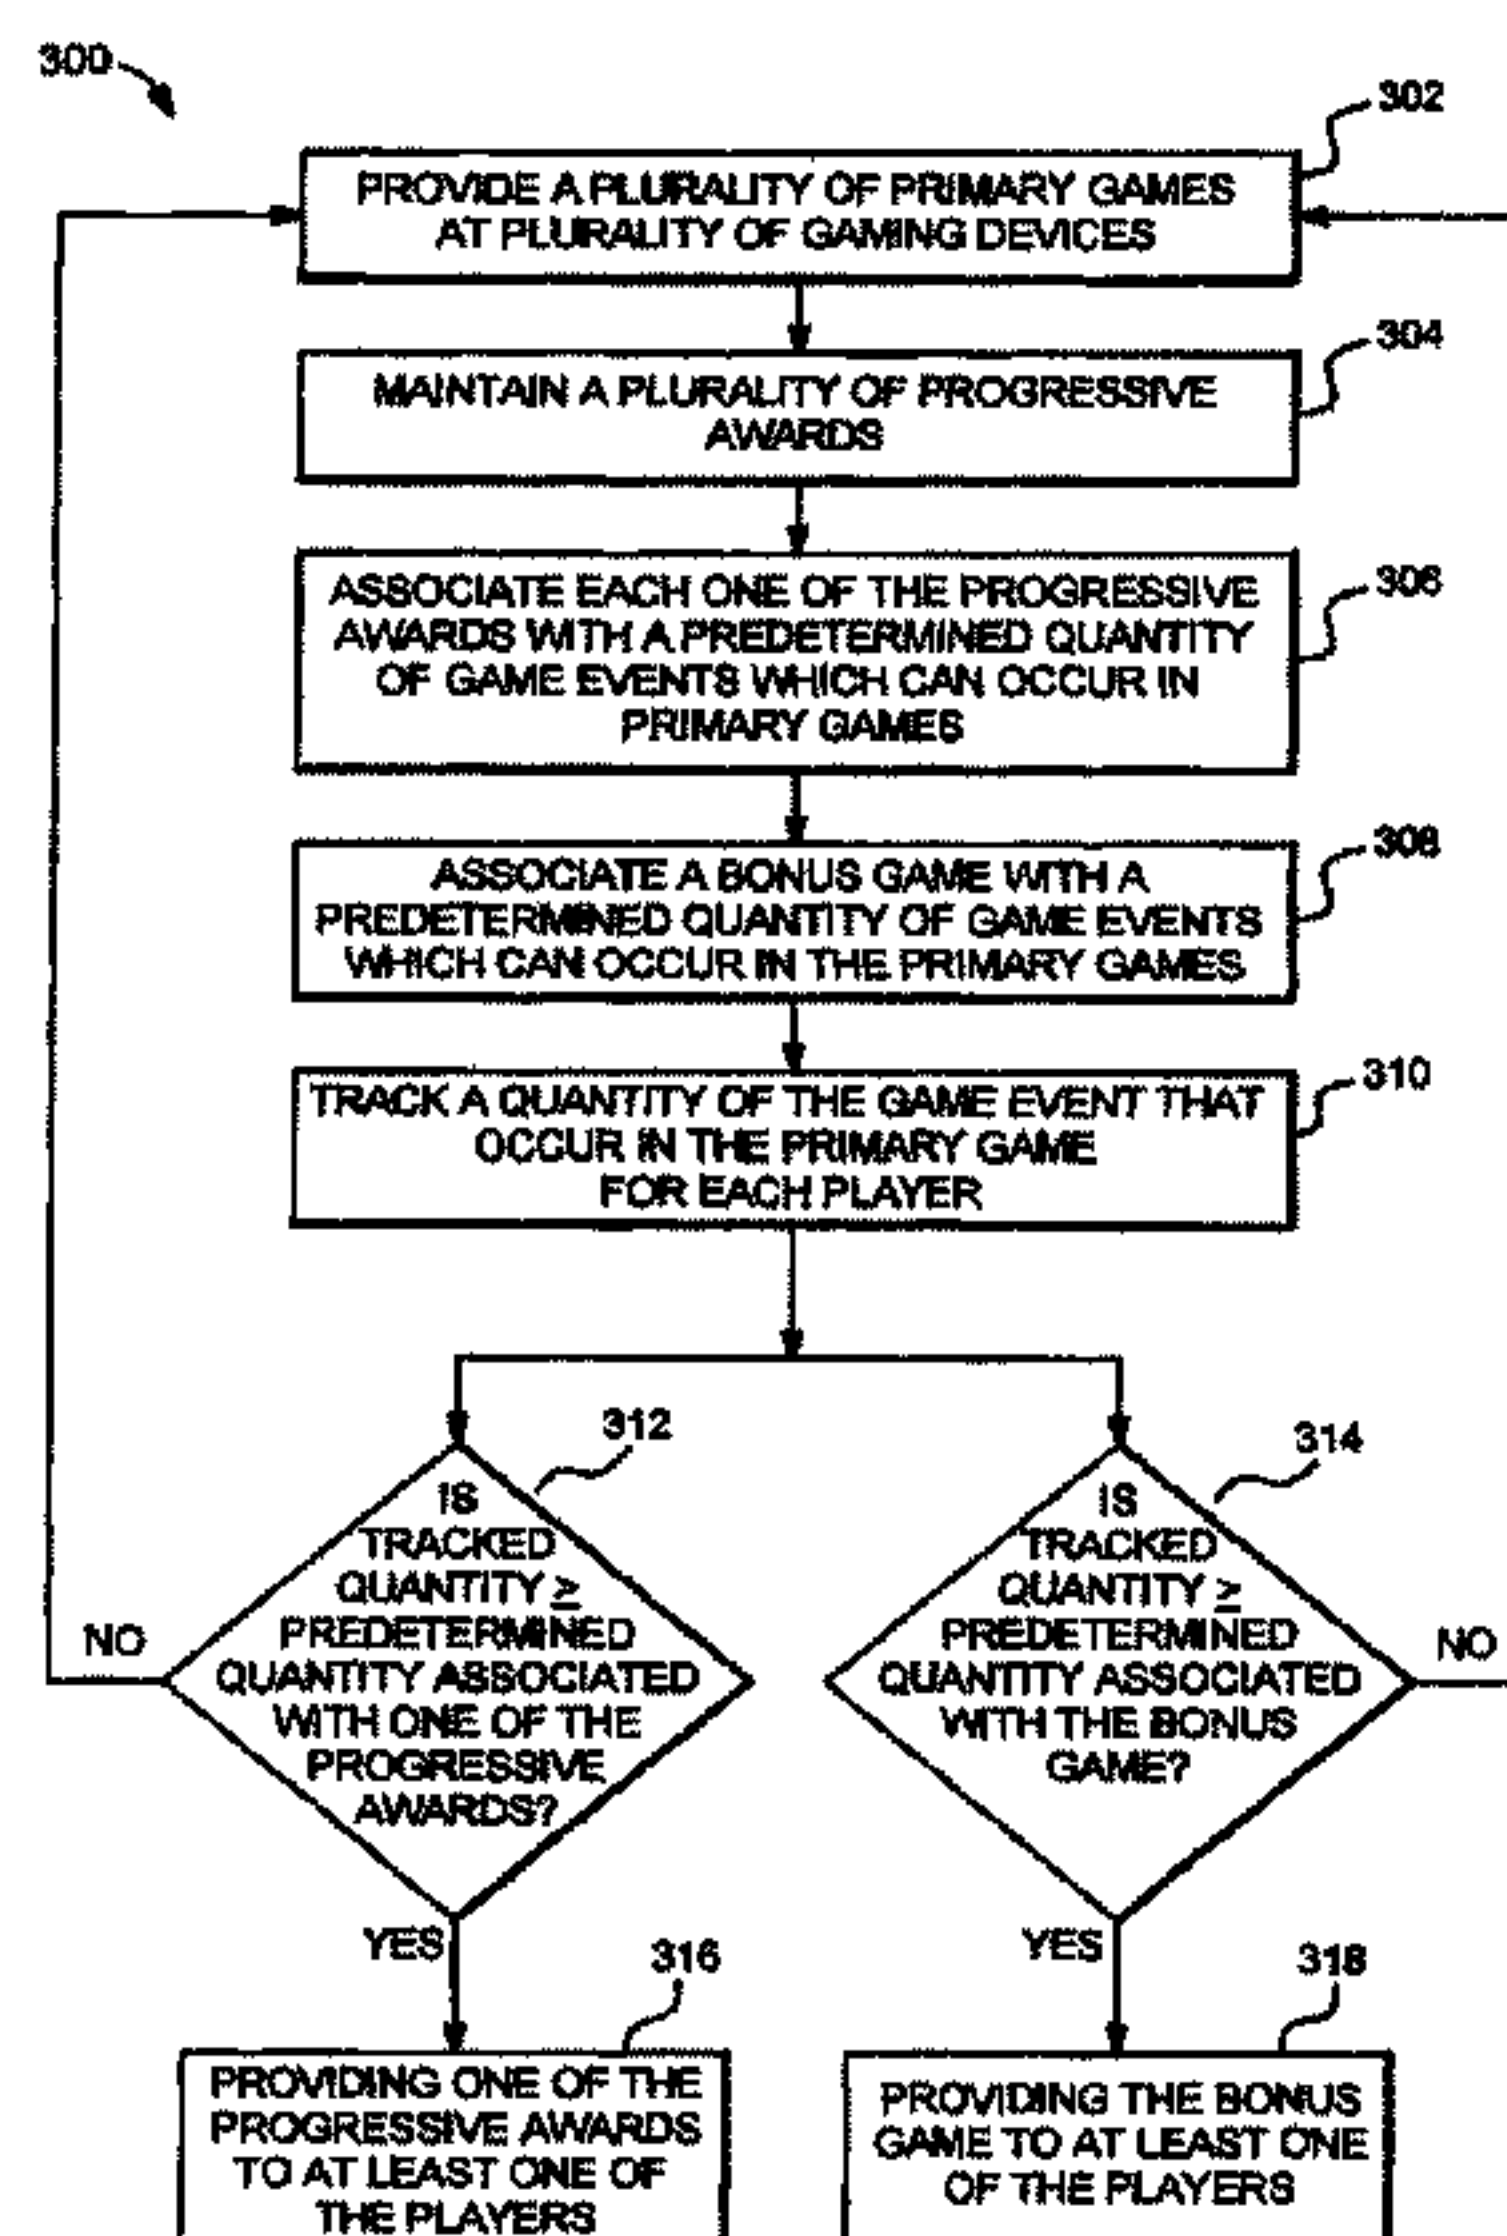 300
302
PROVIDE A PLURALITY OF PRIMARY GAMES
AT PLURALITY OF GAMING DEVICES
304
MAINTAIN A PLURALITY OF PROGRESSIVE
AWARDS
306
ASSOCIATE EACH ONE OF THE PROGRESSIVE
AWARDS WITH A PREDETERMINED QUANTITY
OF GAME EVENTS WHICH CAN OCCUR IN
PRIMARY GAMES
308
ASSOCIATE A BONUS GAME WITH A
PREDETERMINED QUANTITY OF GAME EVENTS
WHICH CAN OCCUR IN THE PRIMARY GAMES
310
TRACK A QUANTITY OF THE GAME EVENT THAT
OCCUR IN THE PRIMARY GAME
FOR EACH PLAYER
312
IS
TRACKED
QUANTITY ≥
PREDETERMINED
QUANTITY ASSOCIATED
WITH ONE OF THE
PROGRESSIVE
AWARDS?
NO
YES
314
IS
TRACKED
QUANTITY ≥
PREDETERMINED
QUANTITY ASSOCIATED
WITH THE BONUS
GAME?
NO
YES
316
PROVIDING ONE OF THE
PROGRESSIVE AWARDS
TO AT LEAST ONE OF
THE PLAYERS
318
PROVIDING THE BONUS
GAME TO AT LEAST ONE
OF THE PLAYERS